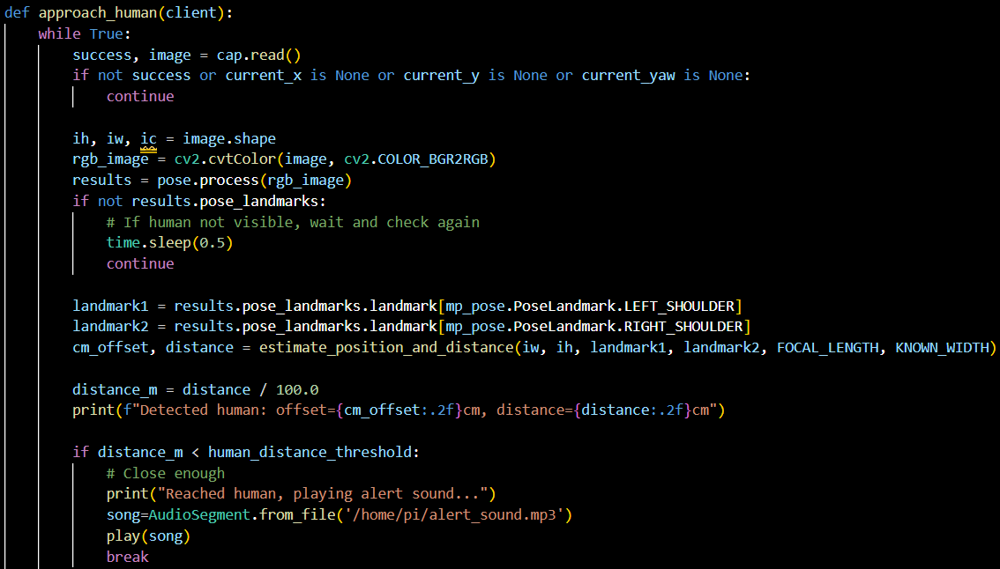 def approach_human(client):
    while True:
        success, image = cap.read()
        if not success or current_x is None or current_y is None or current_yaw is None:
            continue

        ih, iw, ic = image.shape
        rgb_image = cv2.cvtColor(image, cv2.COLOR_BGR2RGB)
        results = pose.process(rgb_image)
        if not results.pose_landmarks:
            # If human not visible, wait and check again
            time.sleep(0.5)
            continue

        landmark1 = results.pose_landmarks.landmark[mp_pose.PoseLandmark.LEFT_SHOULDER]
        landmark2 = results.pose_landmarks.landmark[mp_pose.PoseLandmark.RIGHT_SHOULDER]
        cm_offset, distance = estimate_position_and_distance(iw, ih, landmark1, landmark2, FOCAL_LENGTH, KNOWN_WIDTH)

        distance_m = distance / 100.0
        print(f"Detected human: offset={cm_offset:.2f}cm, distance={distance:.2f}cm")

        if distance_m < human_distance_threshold:
            # Close enough
            print("Reached human, playing alert sound...")
            song=AudioSegment.from_file('/home/pi/alert_sound.mp3')
            play(song)
            break